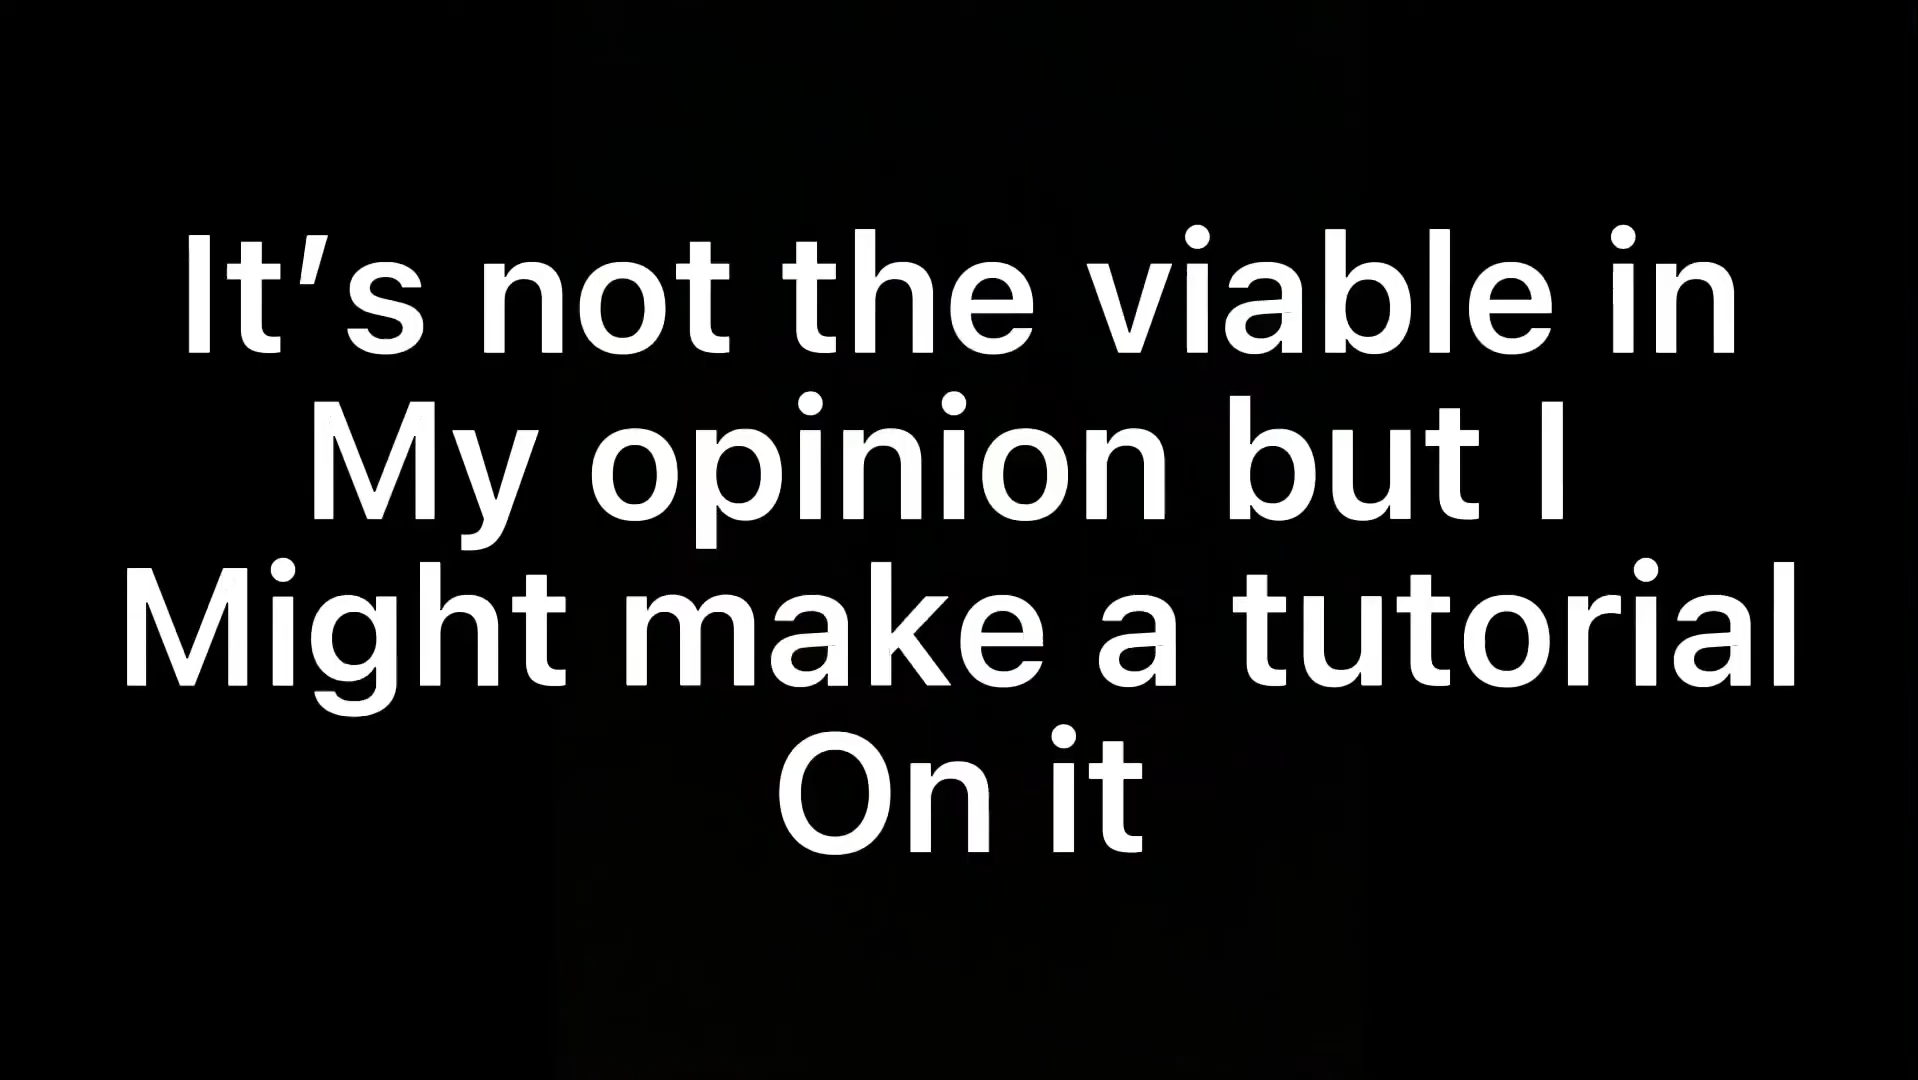 It's not the viable in
My opinion but I
Might make a tutorial
On it